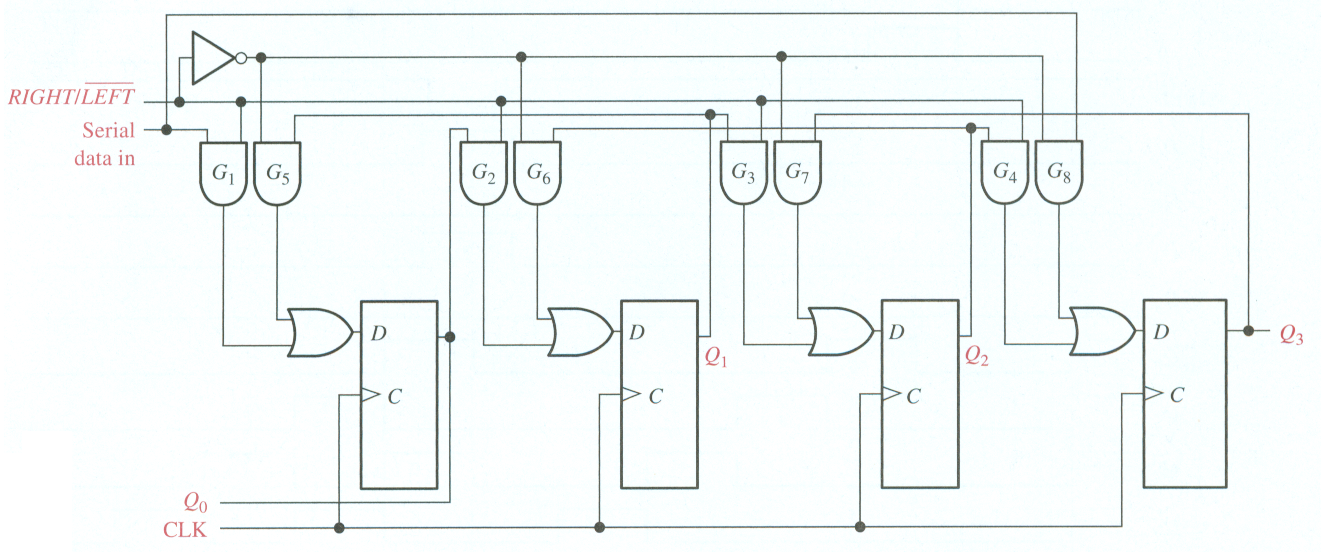 RIGHT/LEFT
Serial
data in
G1 G5 G2 G6 G3 G7 G4 G8
D D D D
Q1 Q2 Q3
C C C C
Q0
CLK